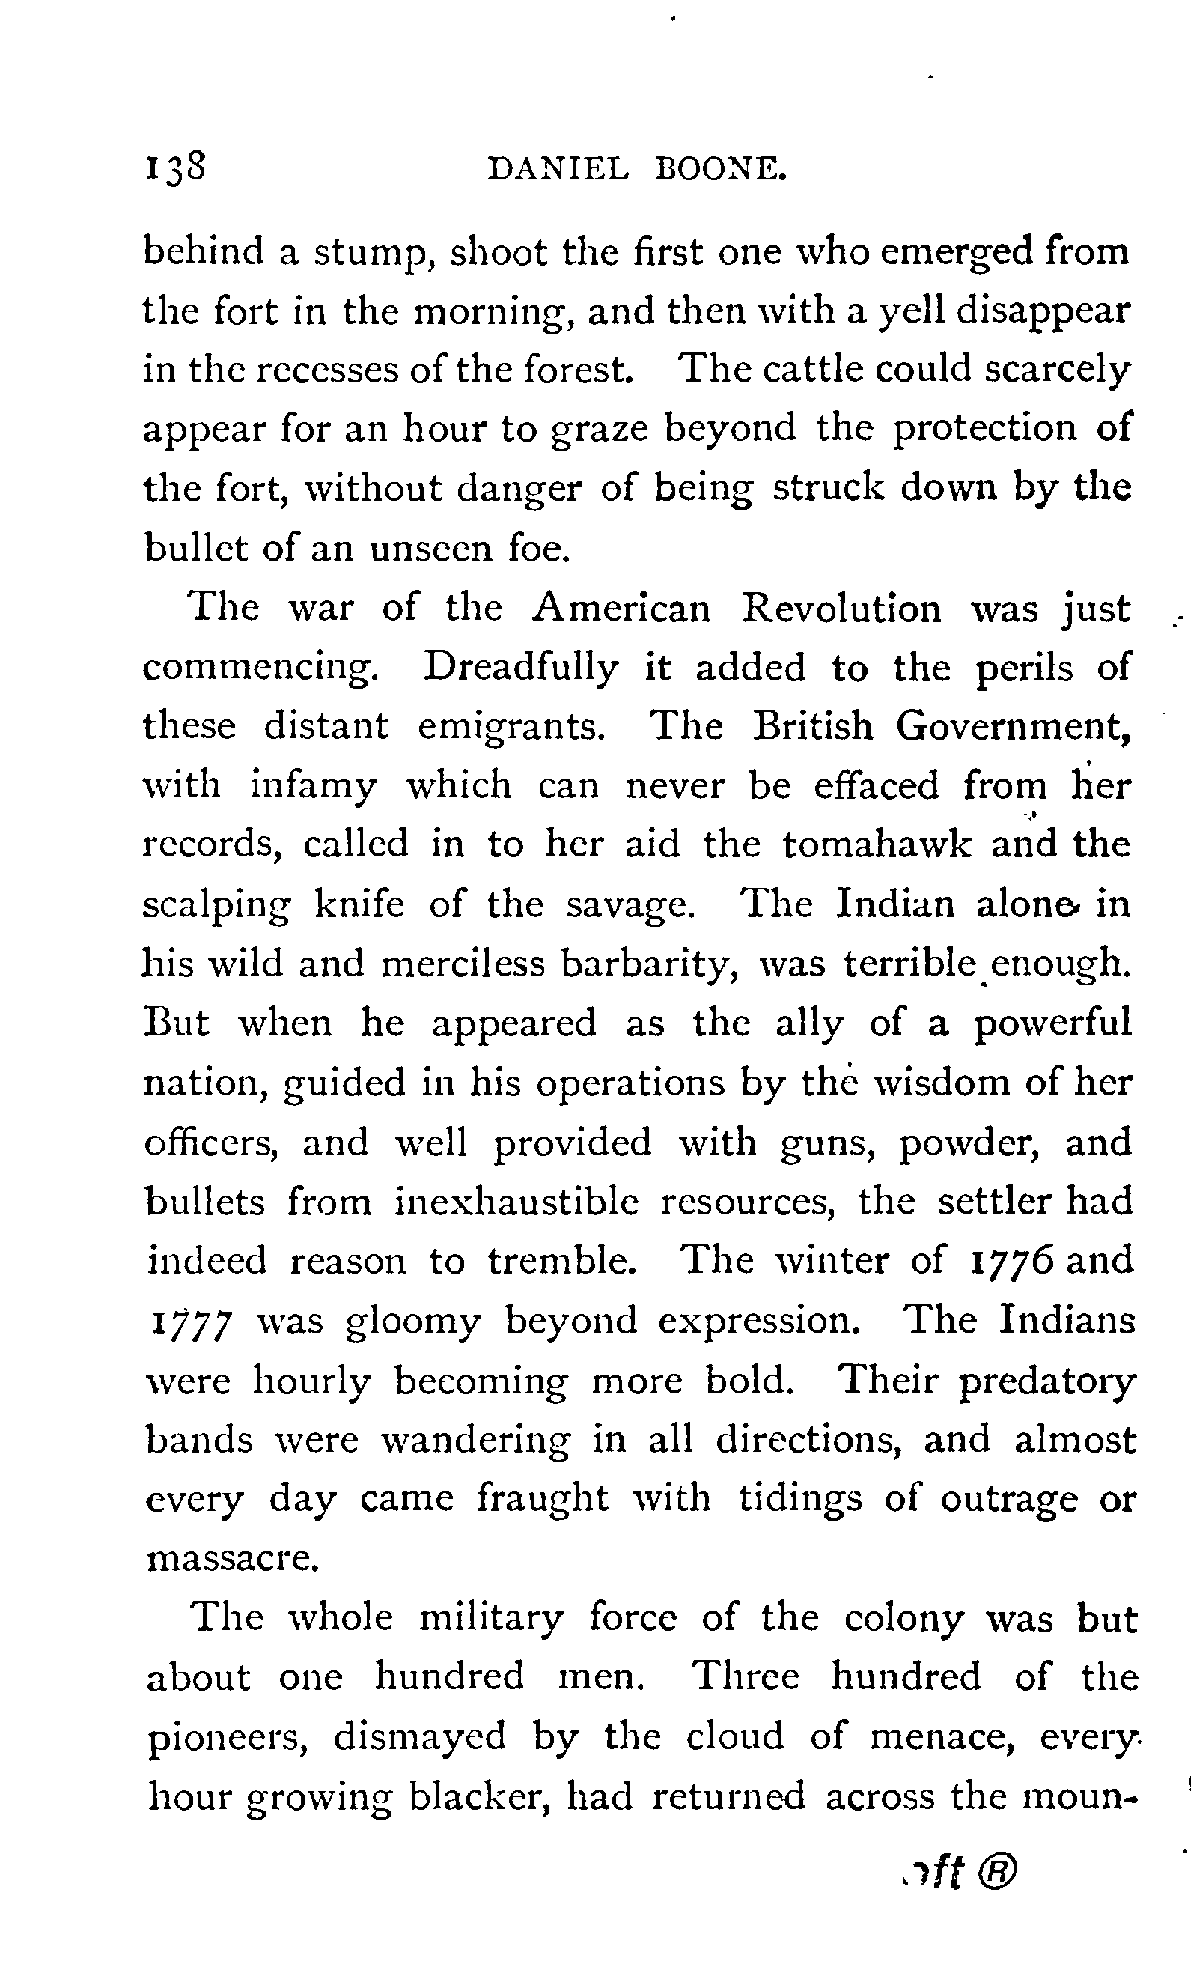 138 DANIEL BOONE.
behind a stump, shoot the first one who emerged from
the fort in the morning, and then with a yell disappear
in the recesses of the forest. The cattle could scarcely
appear for an hour to graze beyond the protection of
the fort, without danger of being struck down by the
bullet of an unseen foe.
The war of the American Revolution was just
commencing. Dreadfully it added to the perils of
these distant emigrants. The British Government,
with infamy which can never be effaced from her
records, called in to her aid the tomahawk and the
scalping knife of the savage. The Indian alone in
his wild and merciless barbarity, was terrible enough.
But when he appeared as the ally of a powerful
nation, guided in his operations by the wisdom of her
officers, and well provided with guns, powder, and
bullets from inexhaustible resources, the settler had
indeed reason to tremble. The winter of 1776 and
1777 was gloomy beyond expression. The Indians
were hourly becoming more bold. Their predatory
bands were wandering in all directions, and almost
every day came fraught with tidings of outrage or
massacre.
The whole military force of the colony was but
about one hundred men. Three hundred of the
pioneers, dismayed by the cloud of menace, every
hour growing blacker, had returned across the moun-
®